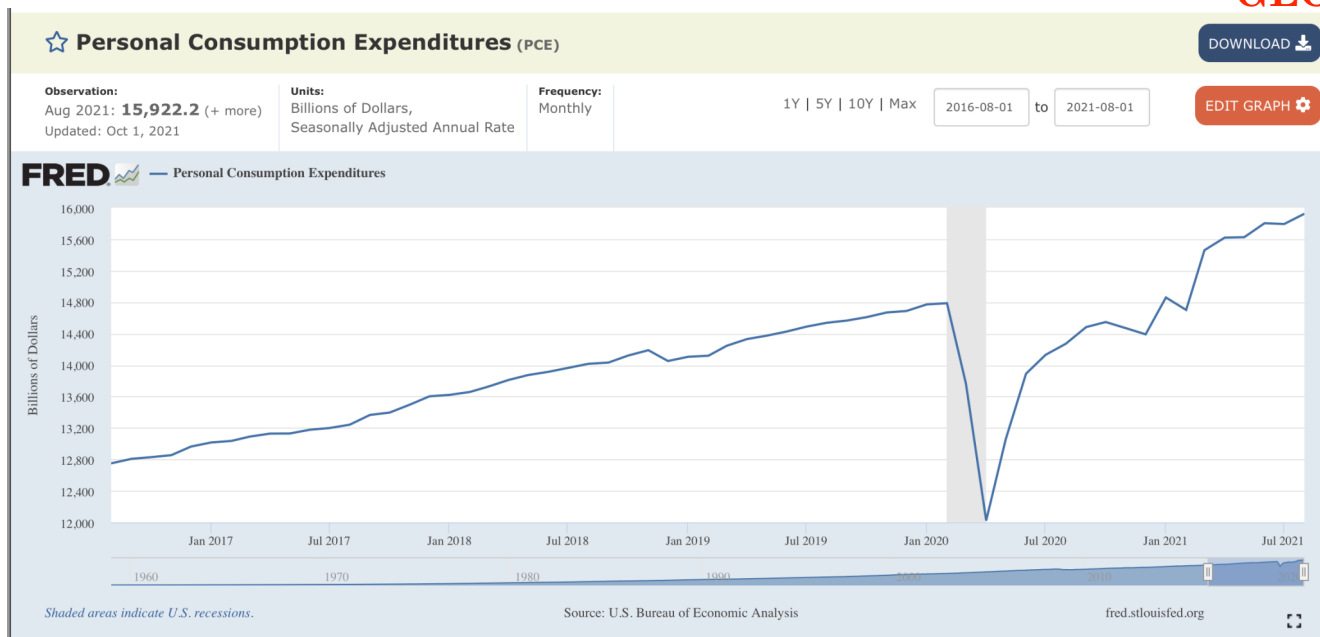 Personal Consumption Expenditures (PCE)
DOWNLOAD
Observation:
Aug 2021: 15,922.2 (+ more)
Updated: Oct 1, 2021
Units:
Billions of Dollars,
Seasonally Adjusted Annual Rate
Frequency:
Monthly
1Y | 5Y | 10Y | Max
2016-08-01 to 2021-08-01
EDIT GRAPH
FRED
Personal Consumption Expenditures
Billions of Dollars
16,000
15,600
15,200
14,800
14,400
14,000
13,600
13,200
12,800
12,400
12,000
Jan 2017 Jul 2017 Jan 2018 Jul 2018 Jan 2019 Jul 2019 Jan 2020 Jul 2020 Jan 2021 Jul 2021
1960 1970 1980 1990 2000 2010
Shaded areas indicate U.S. recessions.
Source: U.S. Bureau of Economic Analysis
fred.stlouisfed.org